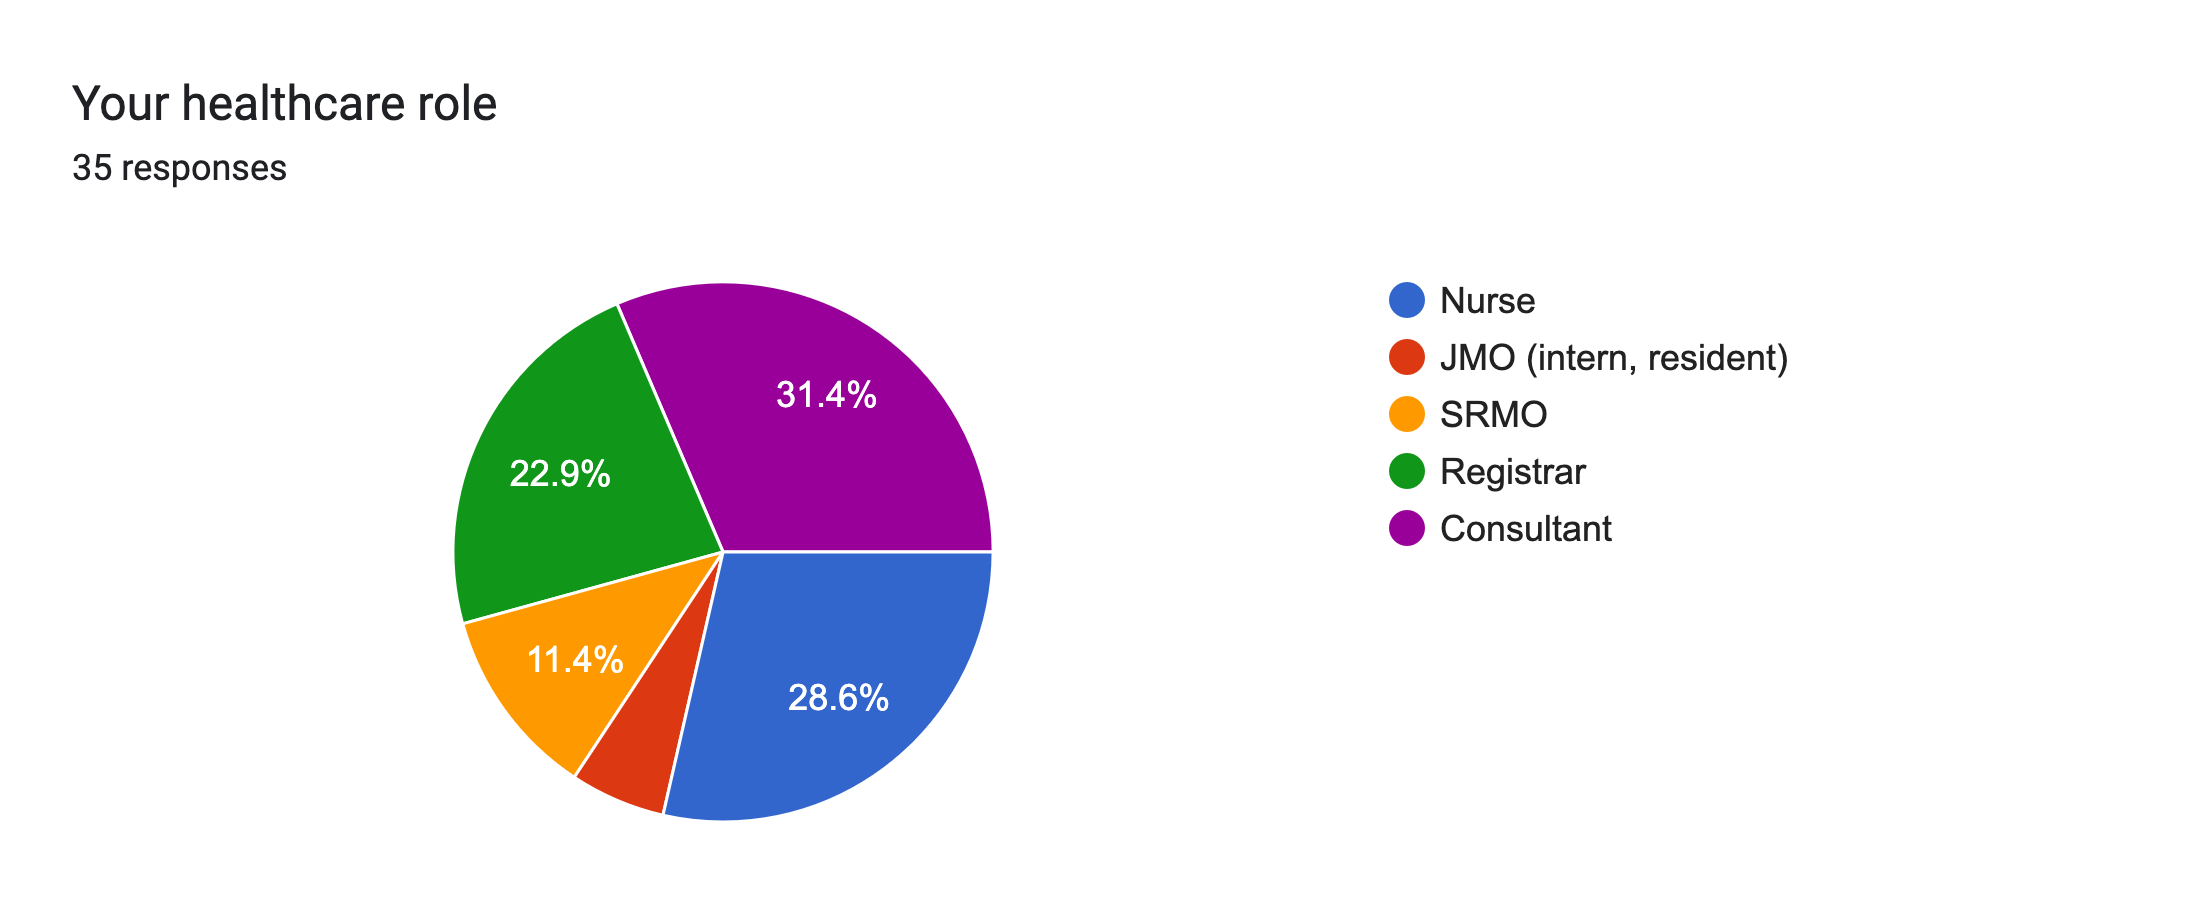 Your healthcare role
35 responses
31.4%
22.9%
11.4%
28.6%
Nurse
JMO (intern, resident)
SRMO
Registrar
Consultant